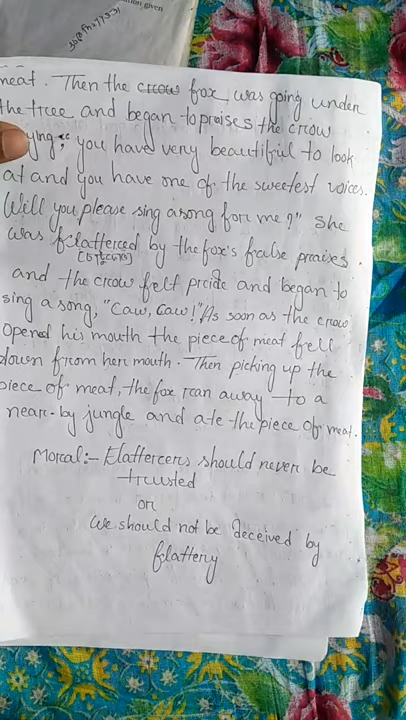 tion given
meat. Then the fox, was going under
the tree and began to praises the crow
ying: "you have very beautiful to look
at and you have one of the sweetest voices.
Will you please sing a song for me?" She
was flattered by the fox's false praises
and the crow felt pride and began to
sing a song, "Caw, Caw!" As soon as the crow
opened his mouth the piece of meat fell
down from her mouth. Then picking up the
piece of meat, the fox ran away to a
near-by jungle and ate the piece of meat.
Moral:- Flatterers should never be
trusted
or
We should not be deceived by
flattery